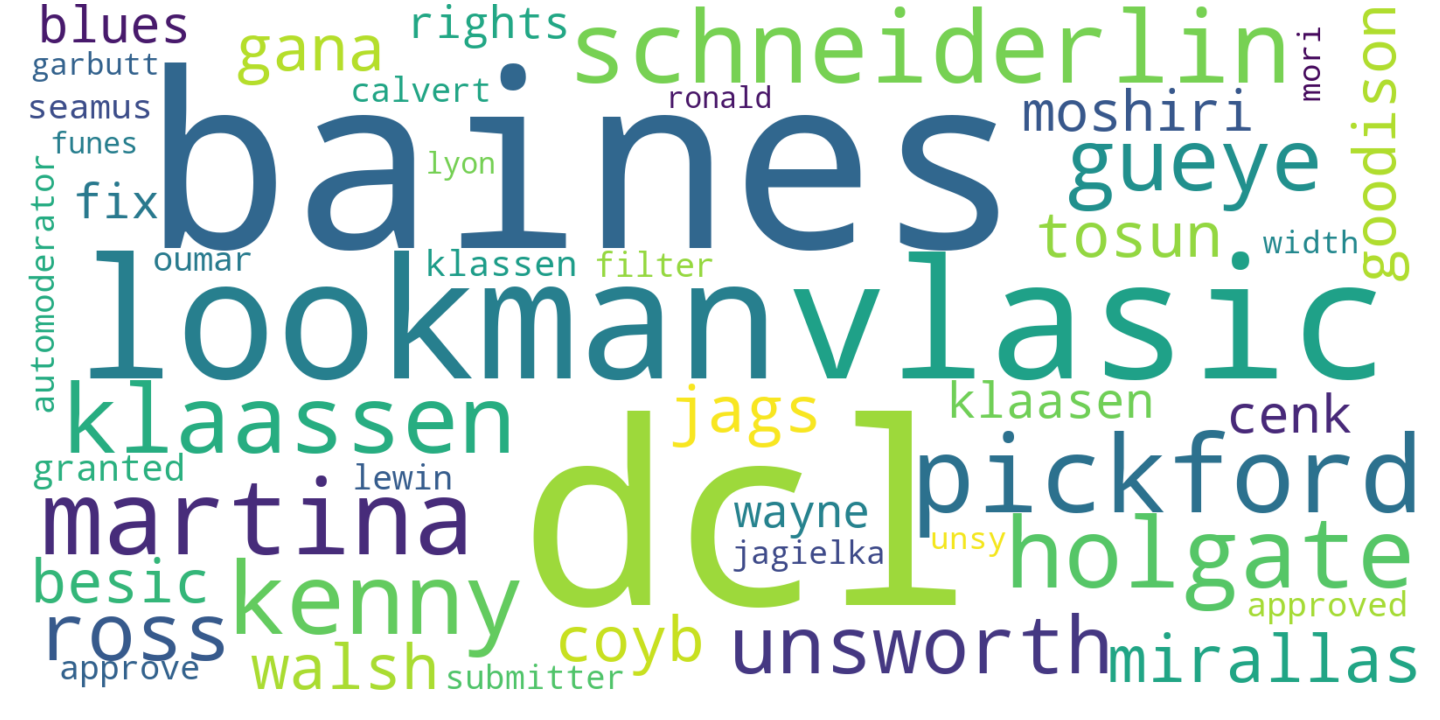 blues
rights
schneiderlin
gana
garbutt
calvert
ronald
mori
goodison
seamus
moshiri
funes
baines
lyon
gueye
automoderator
fix
tosun
width
oumar
klassen
filter
lookman
vlasic
klaassen
jags
klaasen
cenk
granted
lewin
dcl
pickford
martina
wayne
jagielka
unsy
holgate
besic
kenny
approved
ross
coyb
unsworth
mirallas
approve
walsh
submitter